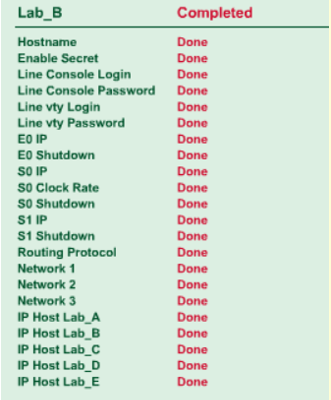 Lab_B Completed
Hostname Done
Enable Secret Done
Line Console Login Done
Line Console Password Done
Line vty Login Done
Line vty Password Done
E0 IP Done
E0 Shutdown Done
S0 IP Done
S0 Clock Rate Done
S0 Shutdown Done
S1 IP Done
S1 Shutdown Done
Routing Protocol Done
Network 1 Done
Network 2 Done
Network 3 Done
IP Host Lab_A Done
IP Host Lab_B Done
IP Host Lab_C Done
IP Host Lab_D Done
IP Host Lab_E Done